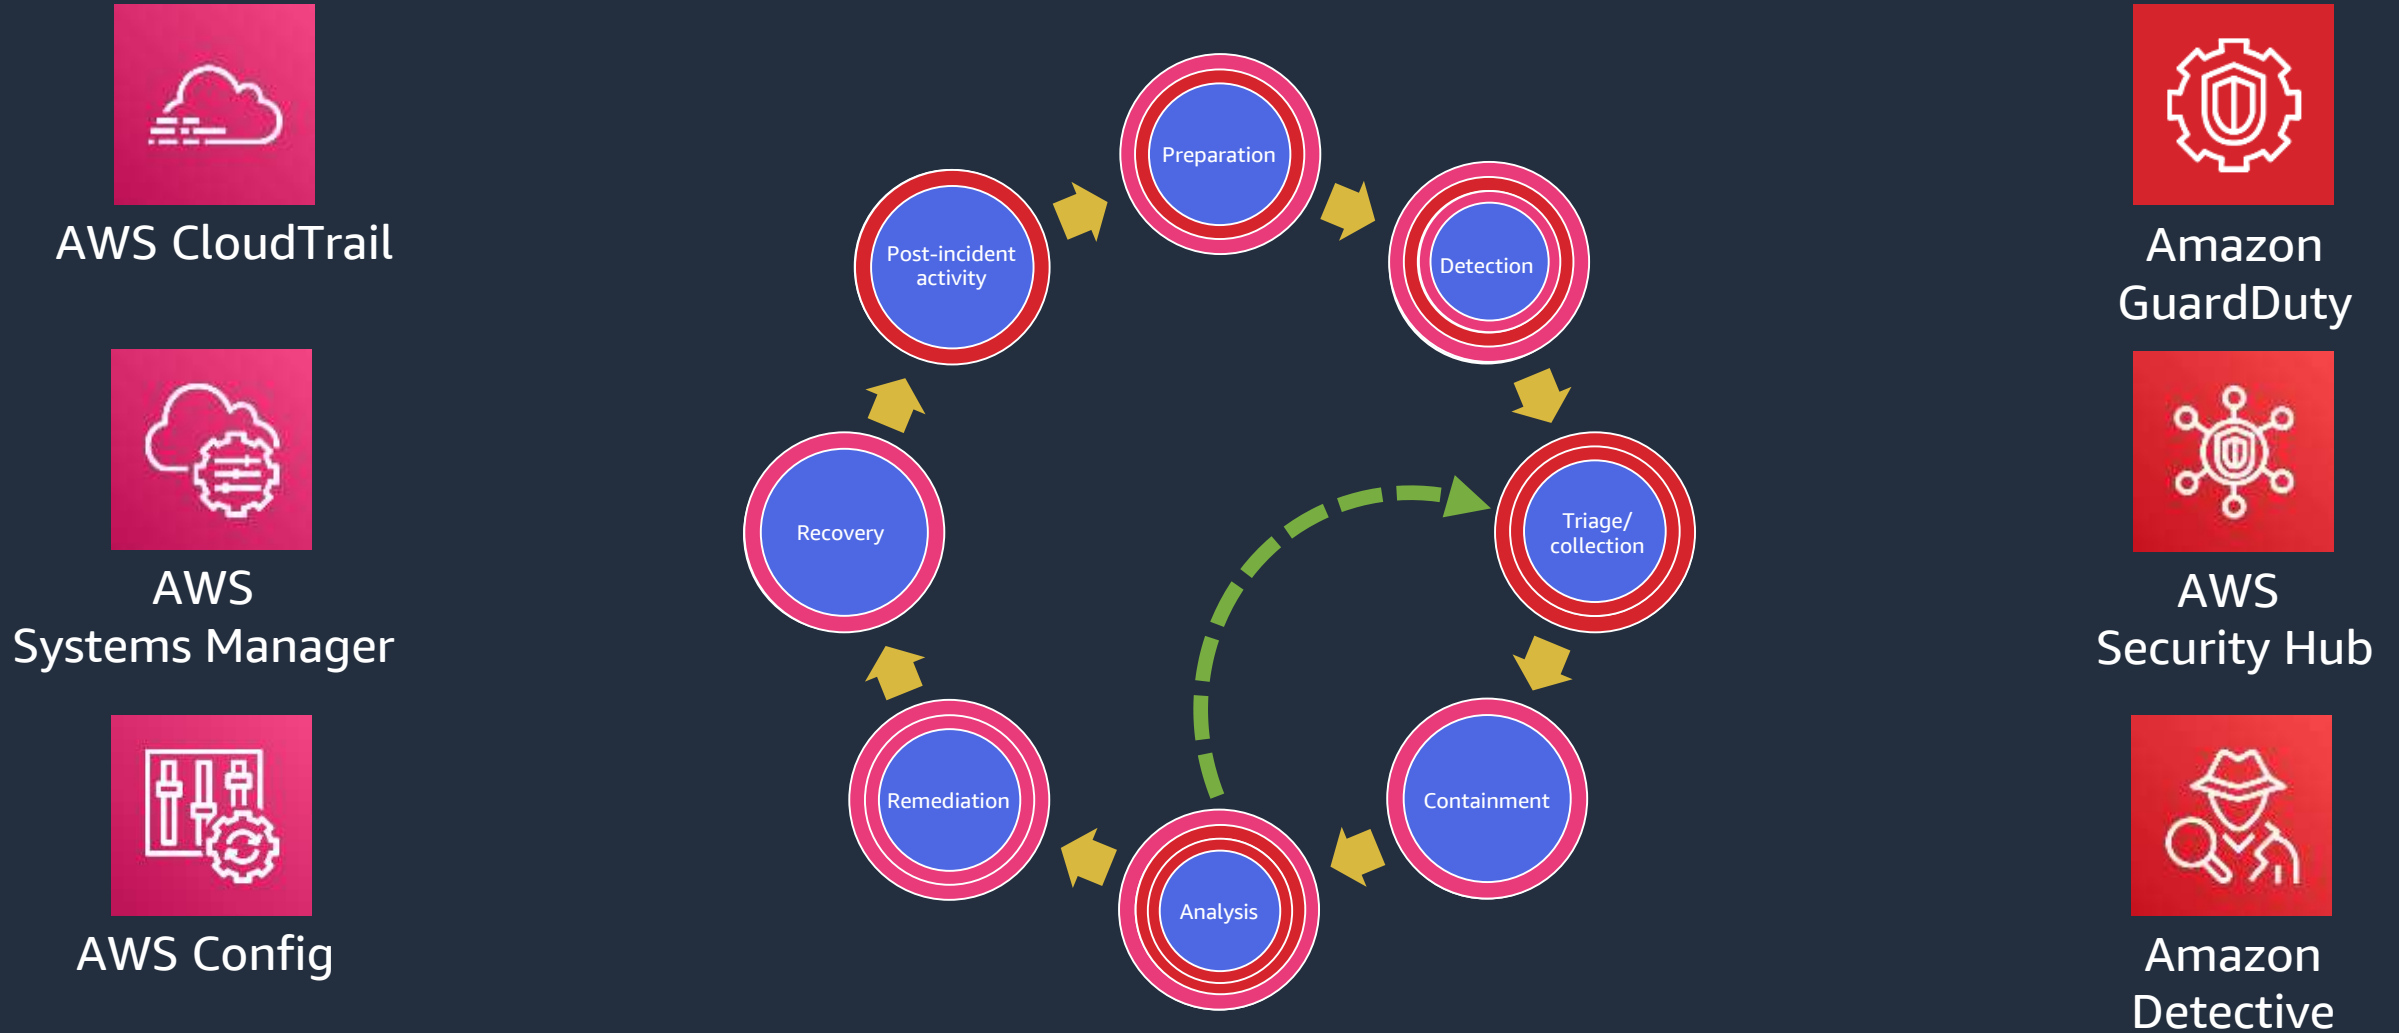 AWS CloudTrail
AWS
Systems Manager
AWS Config
Preparation
Detection
Triage/
collection
Containment
Analysis
Remediation
Recovery
Post-incident
activity
Amazon
GuardDuty
AWS
Security Hub
Amazon
Detective